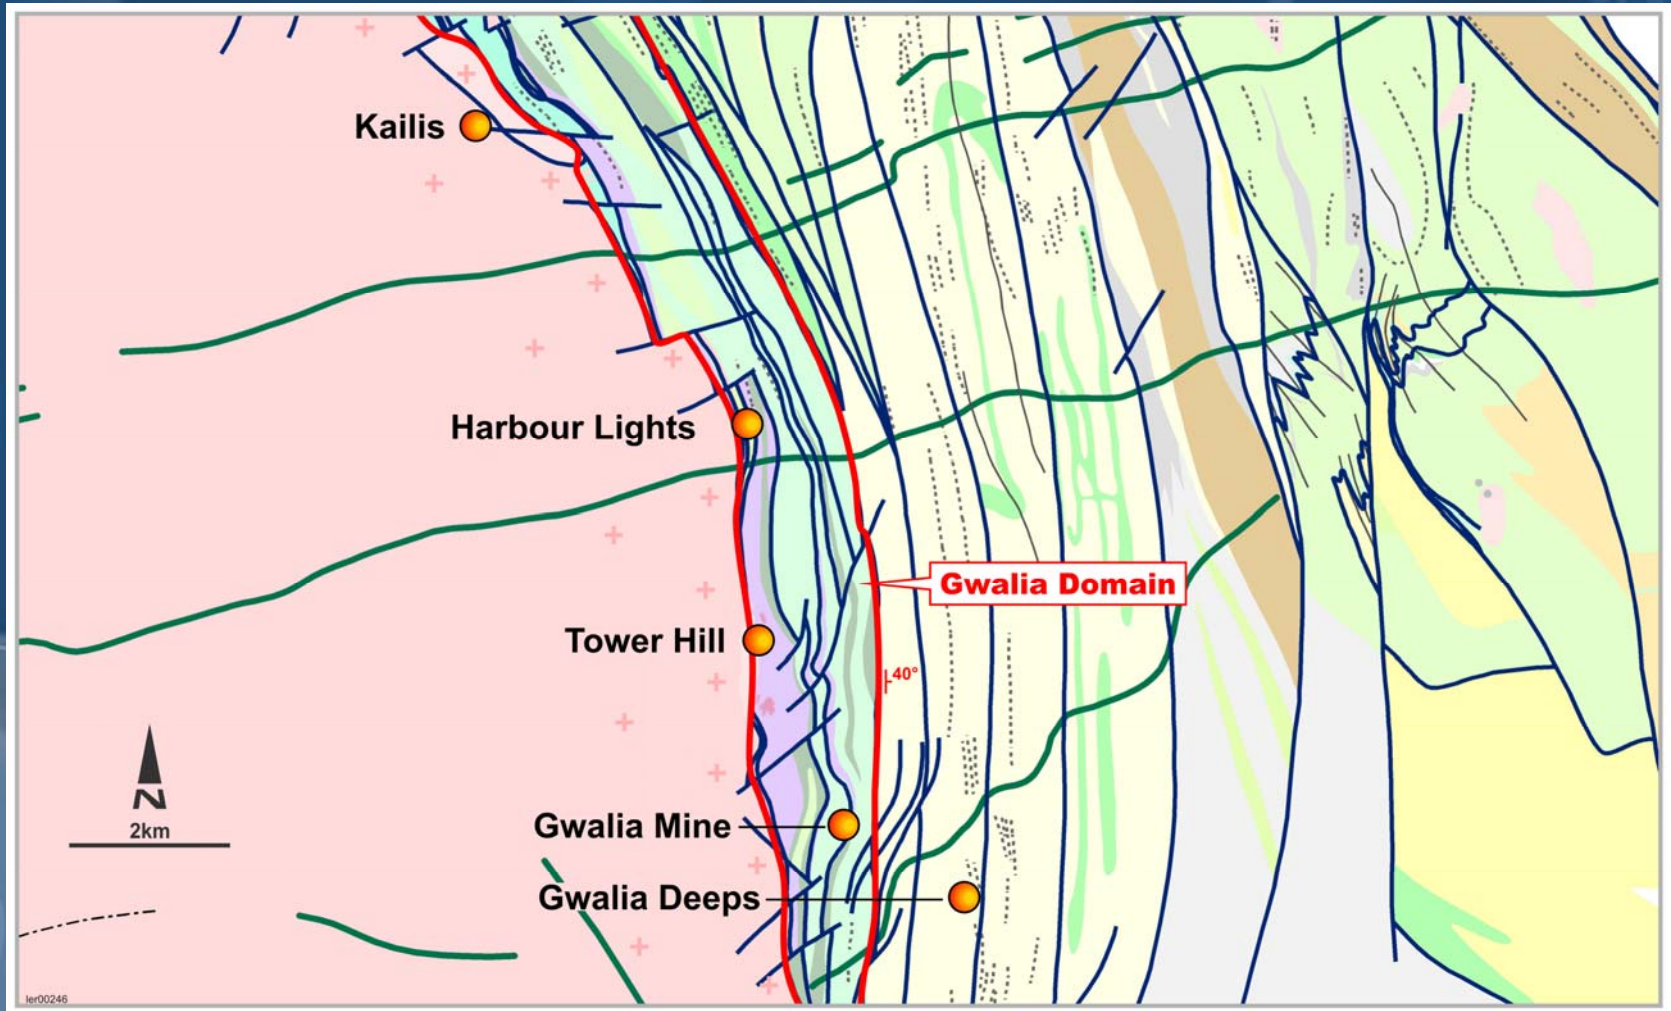 Kailis
Harbour Lights
Gwalia Domain
Tower Hill
40°
N
2km
Gwalia Mine
Gwalia Deeps
ler00246